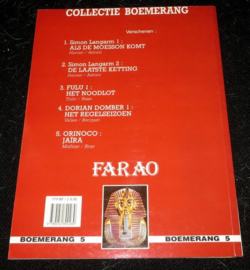 COLLECTIE BOEMERANG
Verschenen :
1. Simon Langarm 1 :
ALS DE MOESSON KOMT
2. Simon Langarm 2 :
DE LAATSTE KETTING
3. FULU 1 :
HET NOODLOT
4. DORIAN DOMBER 1 :
HET REGELSEIZOEN
5. ORINOCO :
JAÏRA
FARAO
BOEMERANG 5
BOEMERANG 5